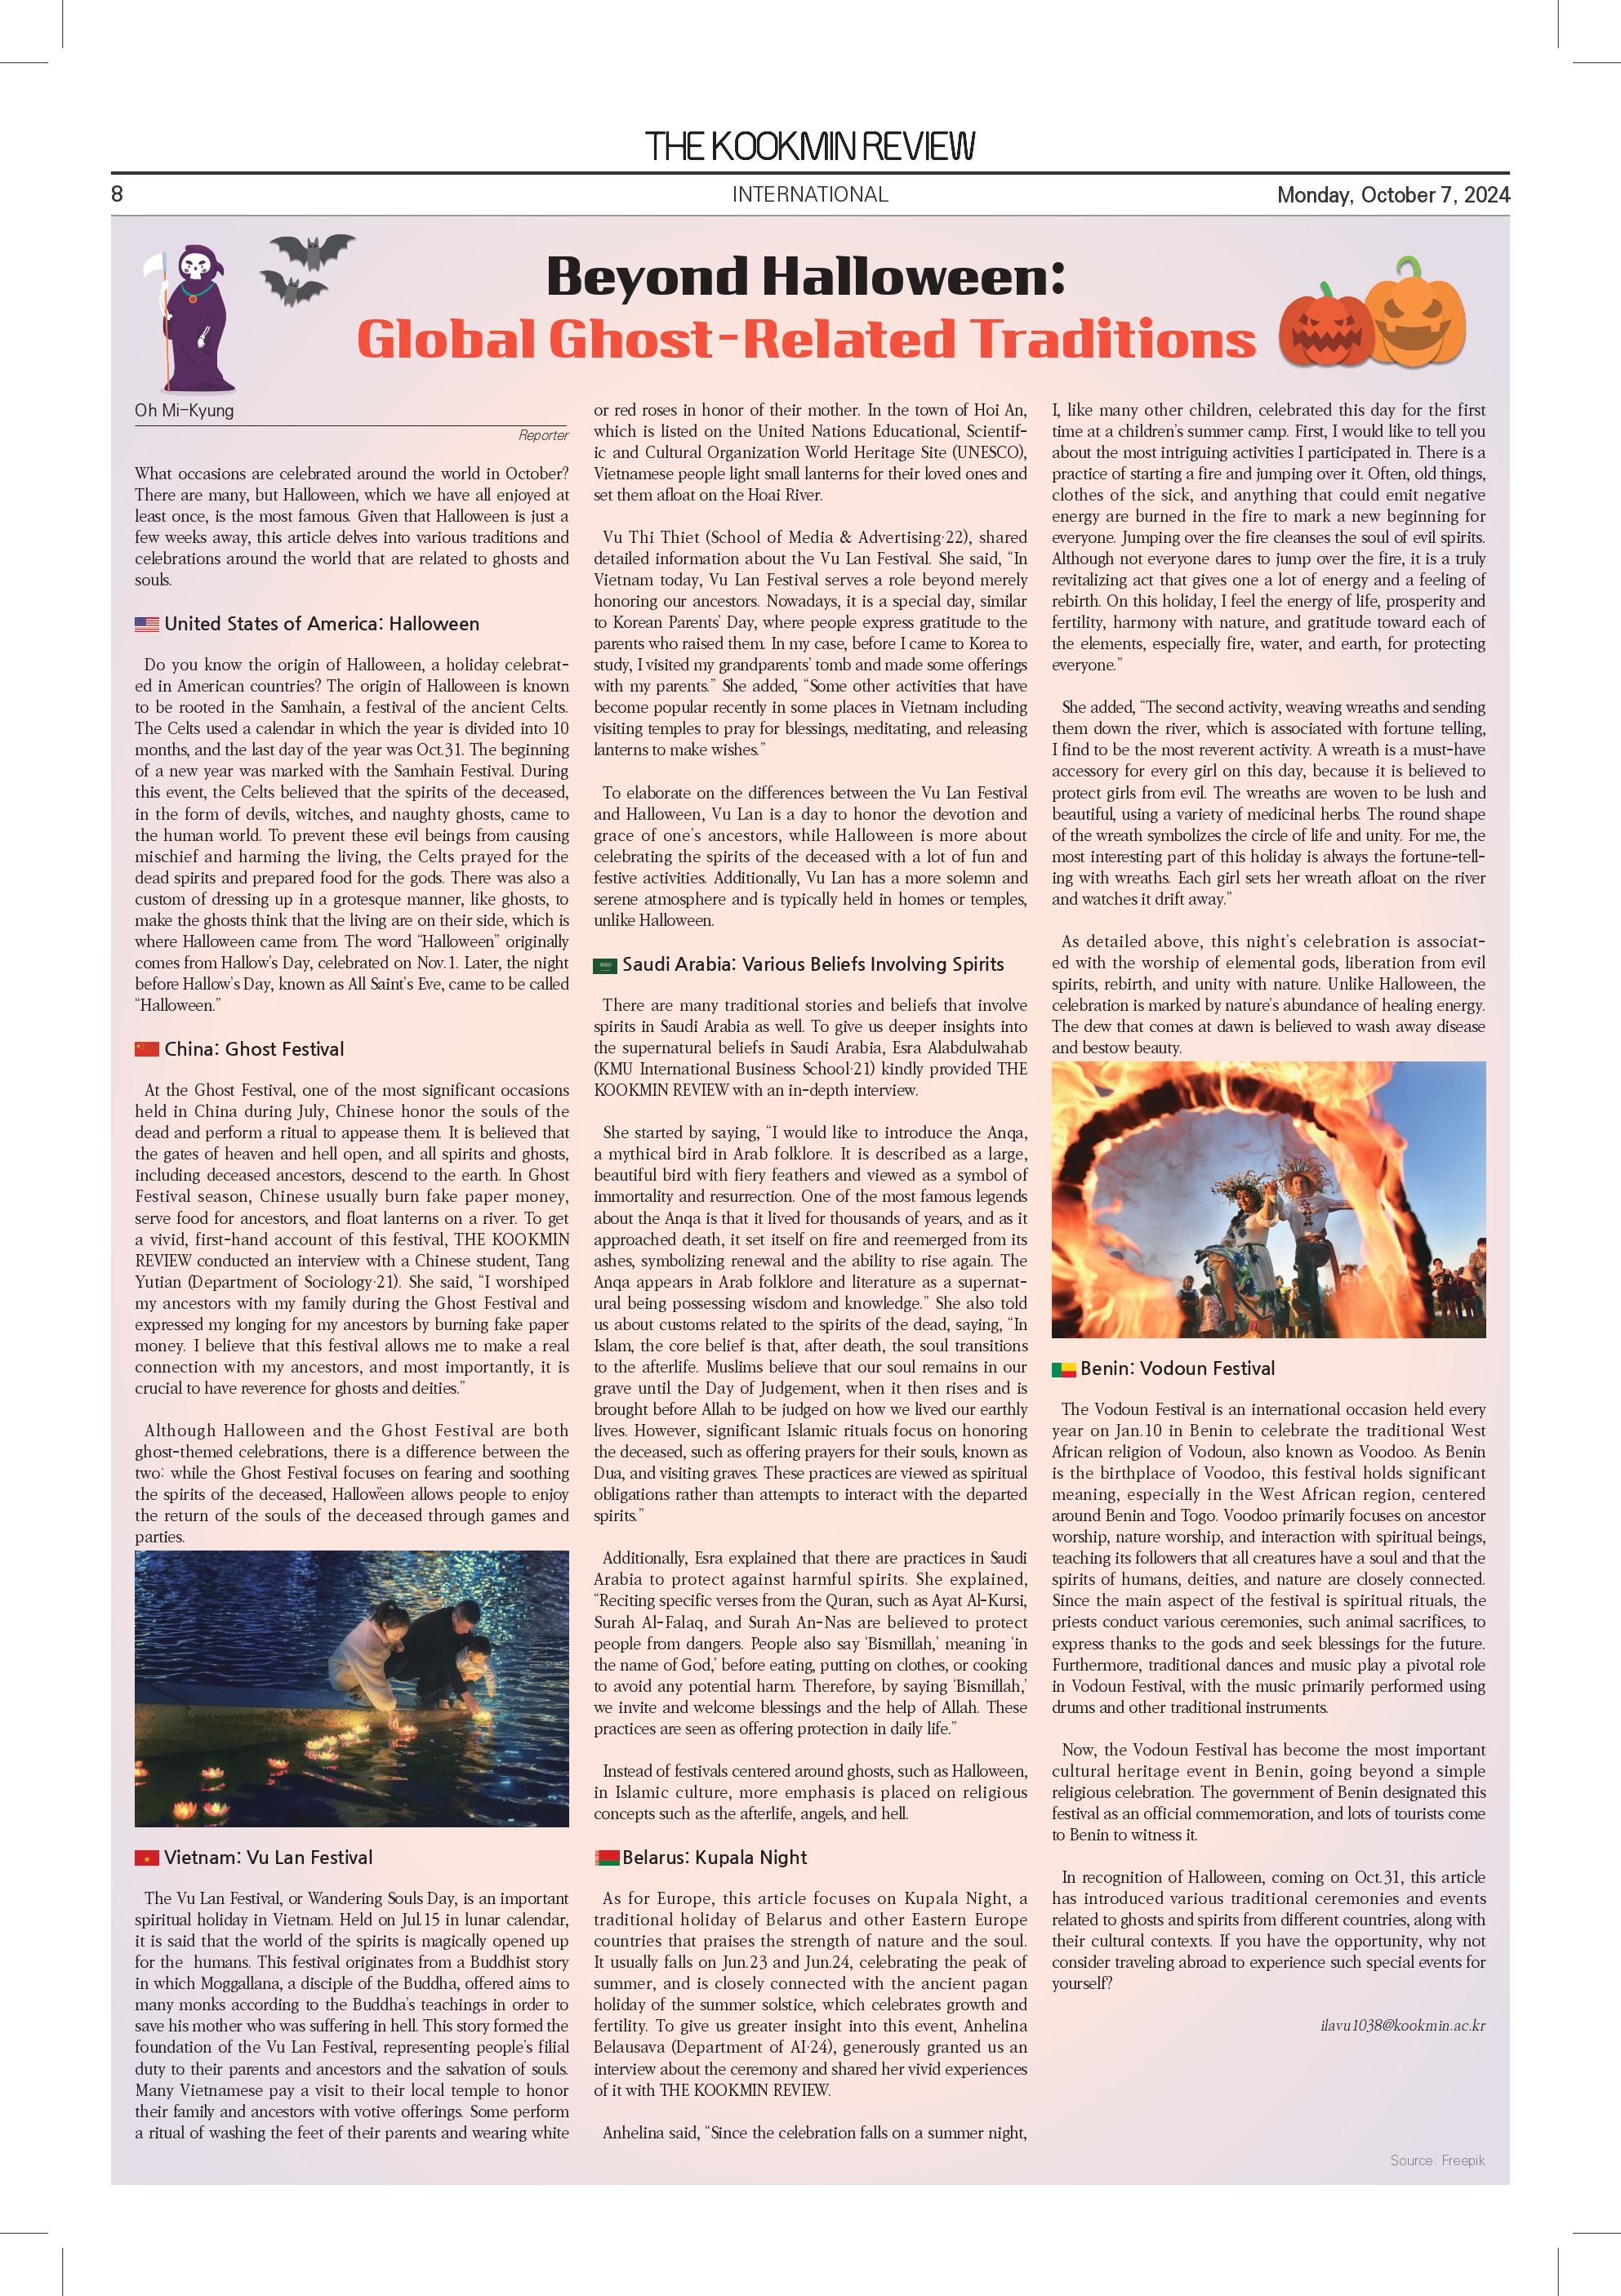 THE KOOKMIN REVIEW
8
INTERNATIONAL
Monday, October 7, 2024
Beyond Halloween:
Global Ghost-Related Traditions
Oh Mi-Kyung
Reporter
What occasions are celebrated around the world in October?
There are many, but Halloween, which we have all enjoyed at
least once, is the most famous. Given that Halloween is just a
few weeks away, this article delves into various traditions and
celebrations around the world that are related to ghosts and
souls.
United States of America: Halloween
Do you know the origin of Halloween, a holiday celebrat-
ed in American countries? The origin of Halloween is known
to be rooted in the Samhain, a festival of the ancient Celts.
The Celts used a calendar in which the year is divided into 10
months, and the last day of the year was Oct.31. The beginning
of a new year was marked with the Samhain Festival. During
this event, the Celts believed that the spirits of the deceased,
in the form of devils, witches, and naughty ghosts, came to
the human world. To prevent these evil beings from causing
mischief and harming the living, the Celts prayed for the
dead spirits and prepared food for the gods. There was also a
custom of dressing up in a grotesque manner, like ghosts, to
make the ghosts think that the living are on their side, which is
where Halloween came from. The word “Halloween” originally
comes from Hallow’s Day, celebrated on Nov.1. Later, the night
before Hallow’s Day, known as All Saint’s Eve, came to be called
“Halloween.”
China: Ghost Festival
At the Ghost Festival, one of the most significant occasions
held in China during July, Chinese honor the souls of the
dead and perform a ritual to appease them. It is believed that
the gates of heaven and hell open, and all spirits and ghosts,
including deceased ancestors, descend to the earth. In Ghost
Festival season, Chinese usually burn fake paper money,
serve food for ancestors, and float lanterns on a river. To get
a vivid, first-hand account of this festival, THE KOOKMIN
REVIEW conducted an interview with a Chinese student, Tang
Yutian (Department of Sociology·21). She said, “I worshiped
my ancestors with my family during the Ghost Festival and
expressed my longing for my ancestors by burning fake paper
money. I believe that this festival allows me to make a real
connection with my ancestors, and most importantly, it is
crucial to have reverence for ghosts and deities.”
Although Halloween and the Ghost Festival are both
ghost-themed celebrations, there is a difference between the
two: while the Ghost Festival focuses on fearing and soothing
the spirits of the deceased, Halloween allows people to enjoy
the return of the souls of the deceased through games and
parties.
Vietnam: Vu Lan Festival
The Vu Lan Festival, or Wandering Souls Day, is an important
spiritual holiday in Vietnam. Held on Jul.15 in lunar calendar,
it is said that the world of the spirits is magically opened up
for the humans. This festival originates from a Buddhist story
in which Moggallana, a disciple of the Buddha, offered aims to
many monks according to the Buddha’s teachings in order to
save his mother who was suffering in hell. This story formed the
foundation of the Vu Lan Festival, representing people’s filial
duty to their parents and ancestors and the salvation of souls.
Many Vietnamese pay a visit to their local temple to honor
their family and ancestors with votive offerings. Some perform
a ritual of washing the feet of their parents and wearing white
or red roses in honor of their mother. In the town of Hoi An,
which is listed on the United Nations Educational, Scientif-
ic and Cultural Organization World Heritage Site (UNESCO),
Vietnamese people light small lanterns for their loved ones and
set them afloat on the Hoai River.
Vu Thi Thiet (School of Media & Advertising·22), shared
detailed information about the Vu Lan Festival. She said, “In
Vietnam today, Vu Lan Festival serves a role beyond merely
honoring our ancestors. Nowadays, it is a special day, similar
to Korean Parents’ Day, where people express gratitude to the
parents who raised them. In my case, before I came to Korea to
study, I visited my grandparents’ tomb and made some offerings
with my parents.” She added, “Some other activities that have
become popular recently in some places in Vietnam including
visiting temples to pray for blessings, meditating, and releasing
lanterns to make wishes.”
To elaborate on the differences between the Vu Lan Festival
and Halloween, Vu Lan is a day to honor the devotion and
grace of one’s ancestors, while Halloween is more about
celebrating the spirits of the deceased with a lot of fun and
festive activities. Additionally, Vu Lan has a more solemn and
serene atmosphere and is typically held in homes or temples,
unlike Halloween.
Saudi Arabia: Various Beliefs Involving Spirits
There are many traditional stories and beliefs that involve
spirits in Saudi Arabia as well. To give us deeper insights into
the supernatural beliefs in Saudi Arabia, Esra Alabdulwahab
(KMU International Business School·21) kindly provided THE
KOOKMIN REVIEW with an in-depth interview.
She started by saying, “I would like to introduce the Anqa,
a mythical bird in Arab folklore. It is described as a large,
beautiful bird with fiery feathers and viewed as a symbol of
immortality and resurrection. One of the most famous legends
about the Anqa is that it lived for thousands of years, and as it
approached death, it set itself on fire and reemerged from its
ashes, symbolizing renewal and the ability to rise again. The
Anqa appears in Arab folklore and literature as a supernat-
ural being possessing wisdom and knowledge.” She also told
us about customs related to the spirits of the dead, saying, “In
Islam, the core belief is that, after death, the soul transitions
to the afterlife. Muslims believe that our soul remains in our
grave until the Day of Judgement, when it then rises and is
brought before Allah to be judged on how we lived our earthly
lives. However, significant Islamic rituals focus on honoring
the deceased, such as offering prayers for their souls, known as
Dua, and visiting graves. These practices are viewed as spiritual
obligations rather than attempts to interact with the departed
spirits.”
Additionally, Esra explained that there are practices in Saudi
Arabia to protect against harmful spirits. She explained,
“Reciting specific verses from the Quran, such as Ayat Al-Kursi,
Surah Al-Falaq, and Surah An-Nas are believed to protect
people from dangers. People also say ‘Bismillah,’ meaning ‘in
the name of God,’ before eating, putting on clothes, or cooking
to avoid any potential harm. Therefore, by saying ‘Bismillah,’
we invite and welcome blessings and the help of Allah. These
practices are seen as offering protection in daily life.”
Instead of festivals centered around ghosts, such as Halloween,
in Islamic culture, more emphasis is placed on religious
concepts such as the afterlife, angels, and hell.
Belarus: Kupala Night
As for Europe, this article focuses on Kupala Night, a
traditional holiday of Belarus and other Eastern Europe
countries that praises the strength of nature and the soul.
It usually falls on Jun.23 and Jun.24, celebrating the peak of
summer, and is closely connected with the ancient pagan
holiday of the summer solstice, which celebrates growth and
fertility. To give us greater insight into this event, Anhelina
Belausava (Department of AI·24), generously granted us an
interview about the ceremony and shared her vivid experiences
of it with THE KOOKMIN REVIEW.
Anhelina said, “Since the celebration falls on a summer night,
I, like many other children, celebrated this day for the first
time at a children’s summer camp. First, I would like to tell you
about the most intriguing activities I participated in. There is a
practice of starting a fire and jumping over it. Often, old things,
clothes of the sick, and anything that could emit negative
energy are burned in the fire to mark a new beginning for
everyone. Jumping over the fire cleanses the soul of evil spirits.
Although not everyone dares to jump over the fire, it is a truly
revitalizing act that gives one a lot of energy and a feeling of
rebirth. On this holiday, I feel the energy of life, prosperity and
fertility, harmony with nature, and gratitude toward each of
the elements, especially fire, water, and earth, for protecting
everyone.”
She added, “The second activity, weaving wreaths and sending
them down the river, which is associated with fortune telling,
I find to be the most reverent activity. A wreath is a must-have
accessory for every girl on this day, because it is believed to
protect girls from evil. The wreaths are woven to be lush and
beautiful, using a variety of medicinal herbs. The round shape
of the wreath symbolizes the circle of life and unity. For me, the
most interesting part of this holiday is always the fortune-tell-
ing with wreaths. Each girl sets her wreath afloat on the river
and watches it drift away.”
As detailed above, this night’s celebration is associat-
ed with the worship of elemental gods, liberation from evil
spirits, rebirth, and unity with nature. Unlike Halloween, the
celebration is marked by nature’s abundance of healing energy.
The dew that comes at dawn is believed to wash away disease
and bestow beauty.
Benin: Vodoun Festival
The Vodoun Festival is an international occasion held every
year on Jan.10 in Benin to celebrate the traditional West
African religion of Vodoun, also known as Voodoo. As Benin
is the birthplace of Voodoo, this festival holds significant
meaning, especially in the West African region, centered
around Benin and Togo. Voodoo primarily focuses on ancestor
worship, nature worship, and interaction with spiritual beings,
teaching its followers that all creatures have a soul and that the
spirits of humans, deities, and nature are closely connected.
Since the main aspect of the festival is spiritual rituals, the
priests conduct various ceremonies, such animal sacrifices, to
express thanks to the gods and seek blessings for the future.
Furthermore, traditional dances and music play a pivotal role
in Vodoun Festival, with the music primarily performed using
drums and other traditional instruments.
Now, the Vodoun Festival has become the most important
cultural heritage event in Benin, going beyond a simple
religious celebration. The government of Benin designated this
festival as an official commemoration, and lots of tourists come
to Benin to witness it.
In recognition of Halloween, coming on Oct.31, this article
has introduced various traditional ceremonies and events
related to ghosts and spirits from different countries, along with
their cultural contexts. If you have the opportunity, why not
consider traveling abroad to experience such special events for
yourself?
ilavu1038@kookmin.ac.kr
Source: Freepik